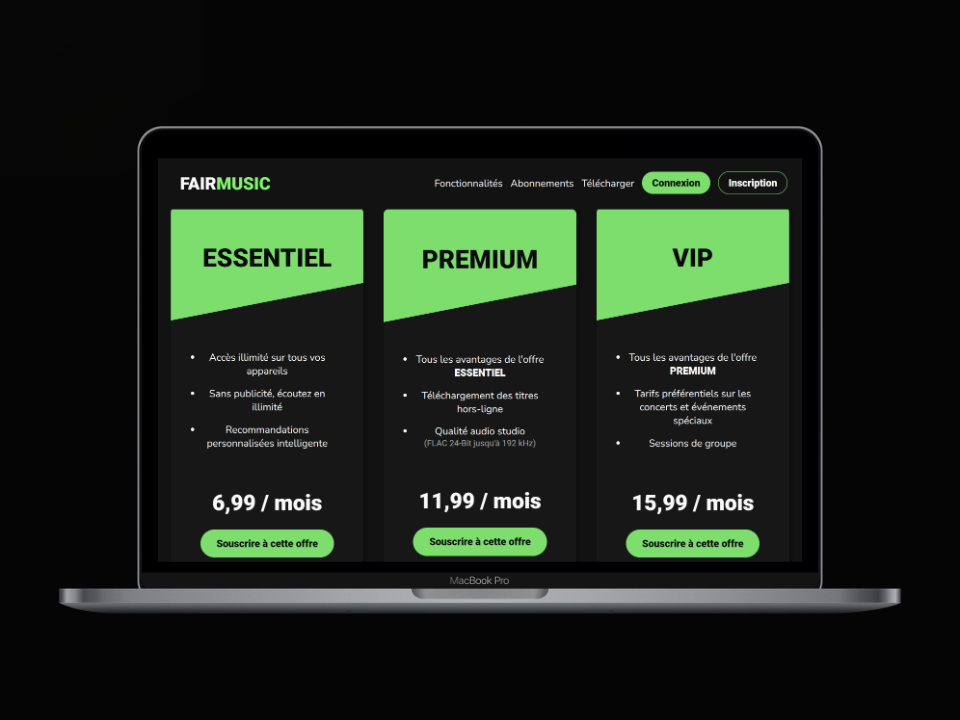 FAIRMUSIC
Fonctionnalités Abonnements Télécharger Connexion Inscription
ESSENTIEL
• Accès illimité sur tous vos
appareils
• Sans publicité, écoutez en
illimité
• Recommandations
personnalisées intelligente
6,99 / mois
Souscrire à cette offre
PREMIUM
• Tous les avantages de l'offre
ESSENTIEL
• Téléchargement des titres
hors-ligne
• Qualité audio studio
(FLAC 24-Bit jusqu'à 192 kHz)
11,99 / mois
Souscrire à cette offre
VIP
• Tous les avantages de l'offre
PREMIUM
• Tarifs préférentiels sur les
concerts et événements
spéciaux
• Sessions de groupe
15,99 / mois
Souscrire à cette offre
MacBook Pro